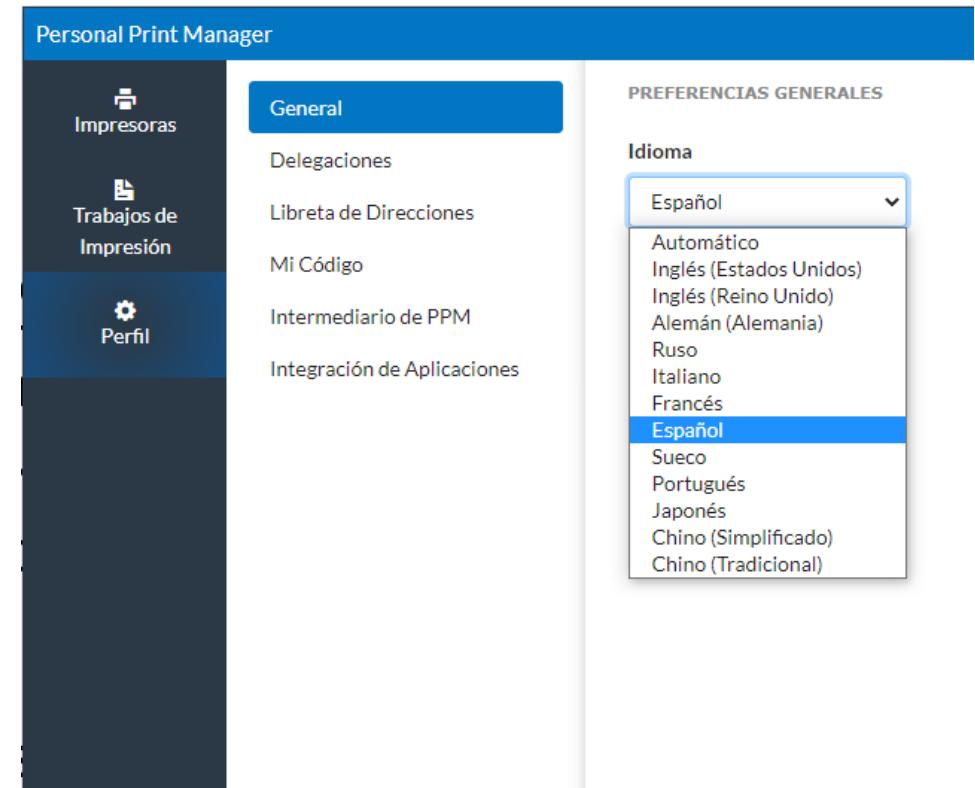 Personal Print Manager
Impresoras
Trabajos de
Impresión
Perfil
General
Delegaciones
Libreta de Direcciones
Mi Código
Intermediario de PPM
Integración de Aplicaciones
PREFERENCIAS GENERALES
Idioma
Español
Automático
Inglés (Estados Unidos)
Inglés (Reino Unido)
Alemán (Alemania)
Ruso
Italiano
Francés
Español
Sueco
Portugués
Japonés
Chino (Simplificado)
Chino (Tradicional)